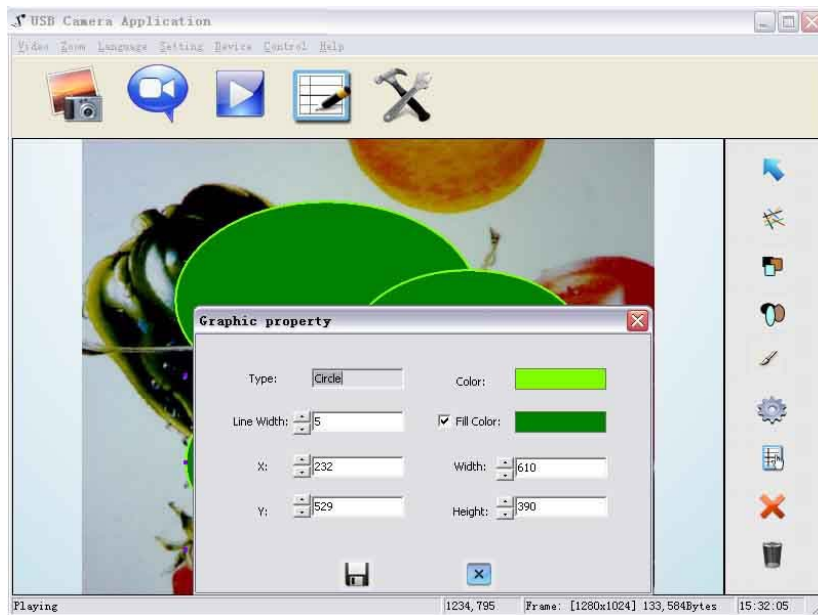 USB Camera Application
Video Zoom Language Setting Device Control Help
Graphic property
Type: Circle Color:
Line Width: 5 Fill Color:
X: 232 Width: 610
Y: 529 Height: 390
Playing 1234,795 Frame: [1280x1024] 133,584Bytes 15:32:05